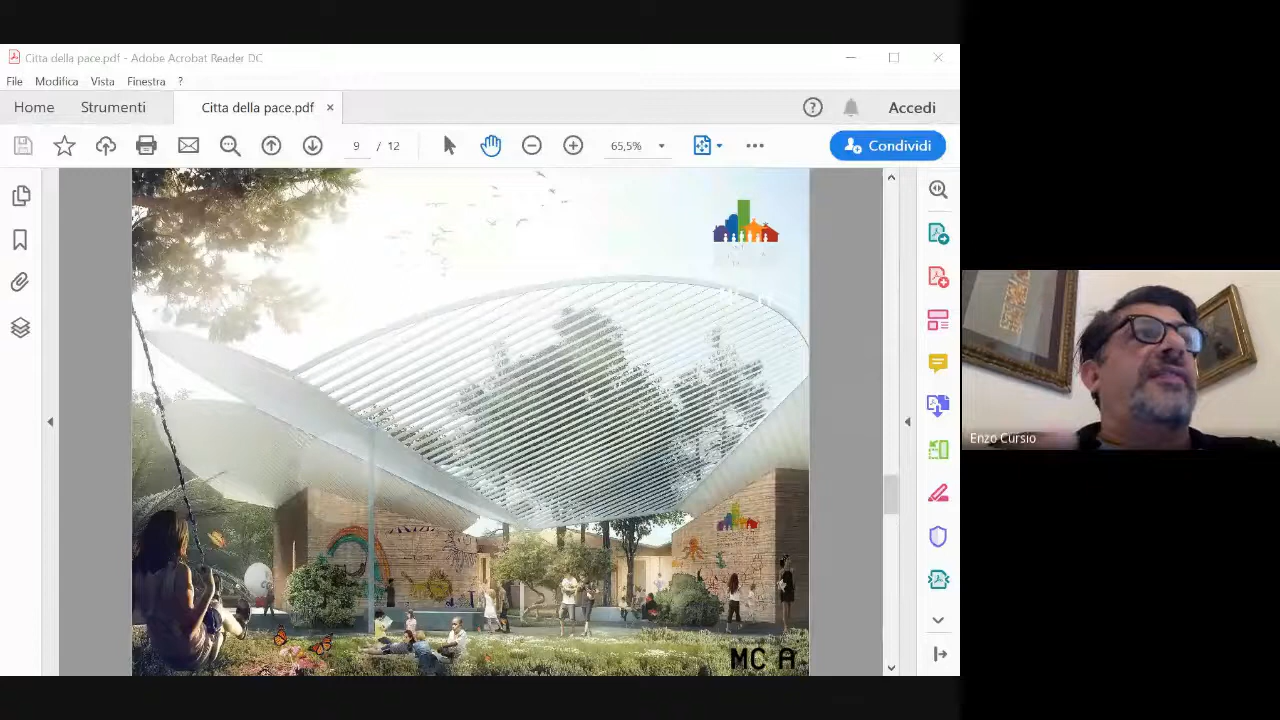 Citta della pace.pdf - Adobe Acrobat Reader DC
File Modifica Vista Finestra ?
Home Strumenti Citta della pace.pdf × Accedi
9 / 12 65,5% Condividi
MC A
Enzo Cursio